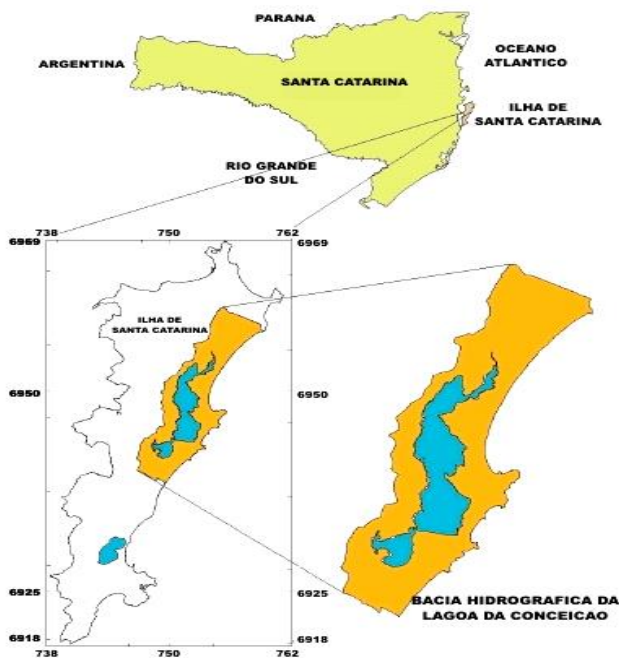 PARANA
ARGENTINA
OCEANO
ATLANTICO
SANTA CATARINA
ILHA DE
SANTA CATARINA
RIO GRANDE
DO SUL
738 750 762
6969 6969
ILHA DE
SANTA CATARINA
6950 6950
6925 6925
BACIA HIDROGRAFICA DA
LAGOA DA CONCEICAO
6918 6918
738 750 762